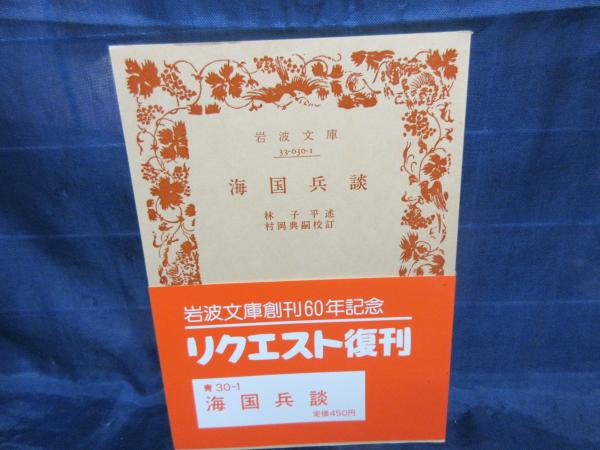 岩波文庫
33-030-1
海国兵談
林子平述
村岡典嗣校訂
岩波文庫創刊60年記念
リクエスト復刊
青30-1
海国兵談
定価450円